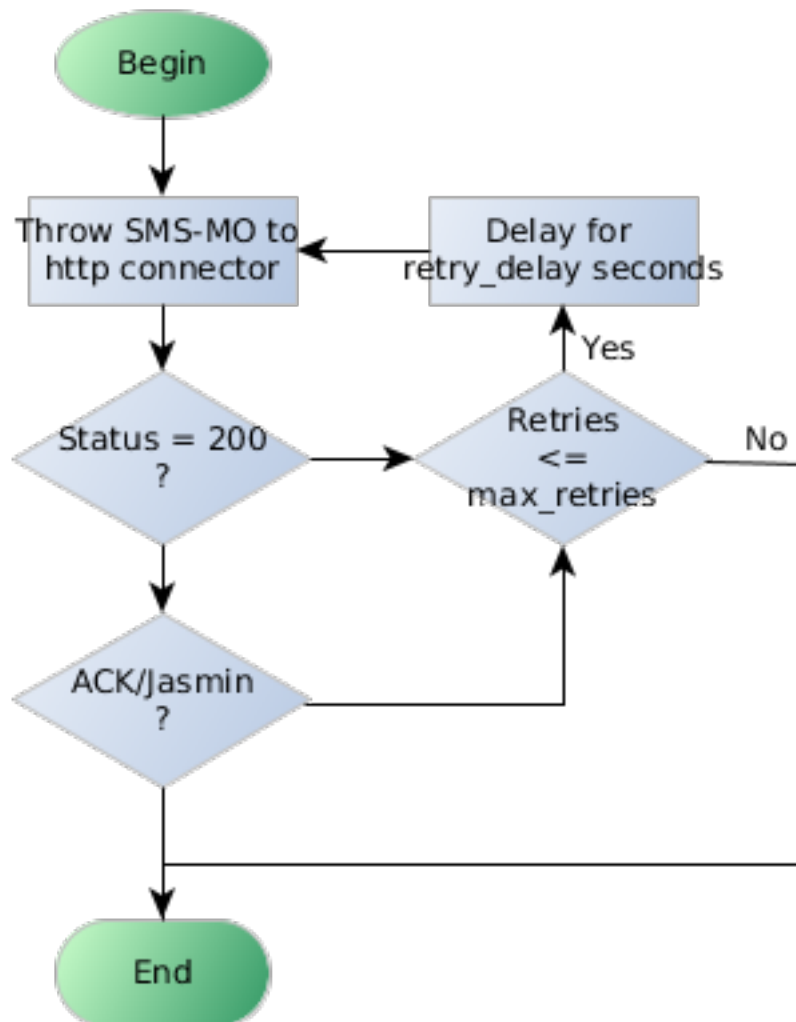 Begin
Throw SMS-MO to
http connector
Delay for
retry_delay seconds
Yes
Status = 200
?
Retries
<=
max_retries
No
ACK/Jasmin
?
End